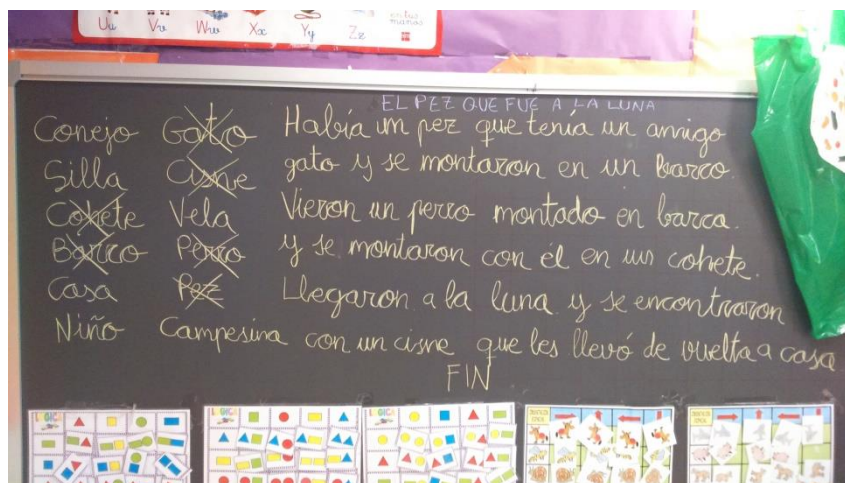 Uu Vv Ww Xx Yy Zz
EL PEZ QUE FUE A LA LUNA
Conejo Gato Había un pez que tenía un amigo
Silla Cisne gato y se montaron en un barco.
Cohete Vela Vieron un perro montado en barca.
Barco Perro y se montaron con él en un cohete.
Casa Pez Llegaron a la luna y se encontraron
Niño Campesina con un cisne que les llevó de vuelta a casa
FIN
LOGICA LOGICA LOGICA